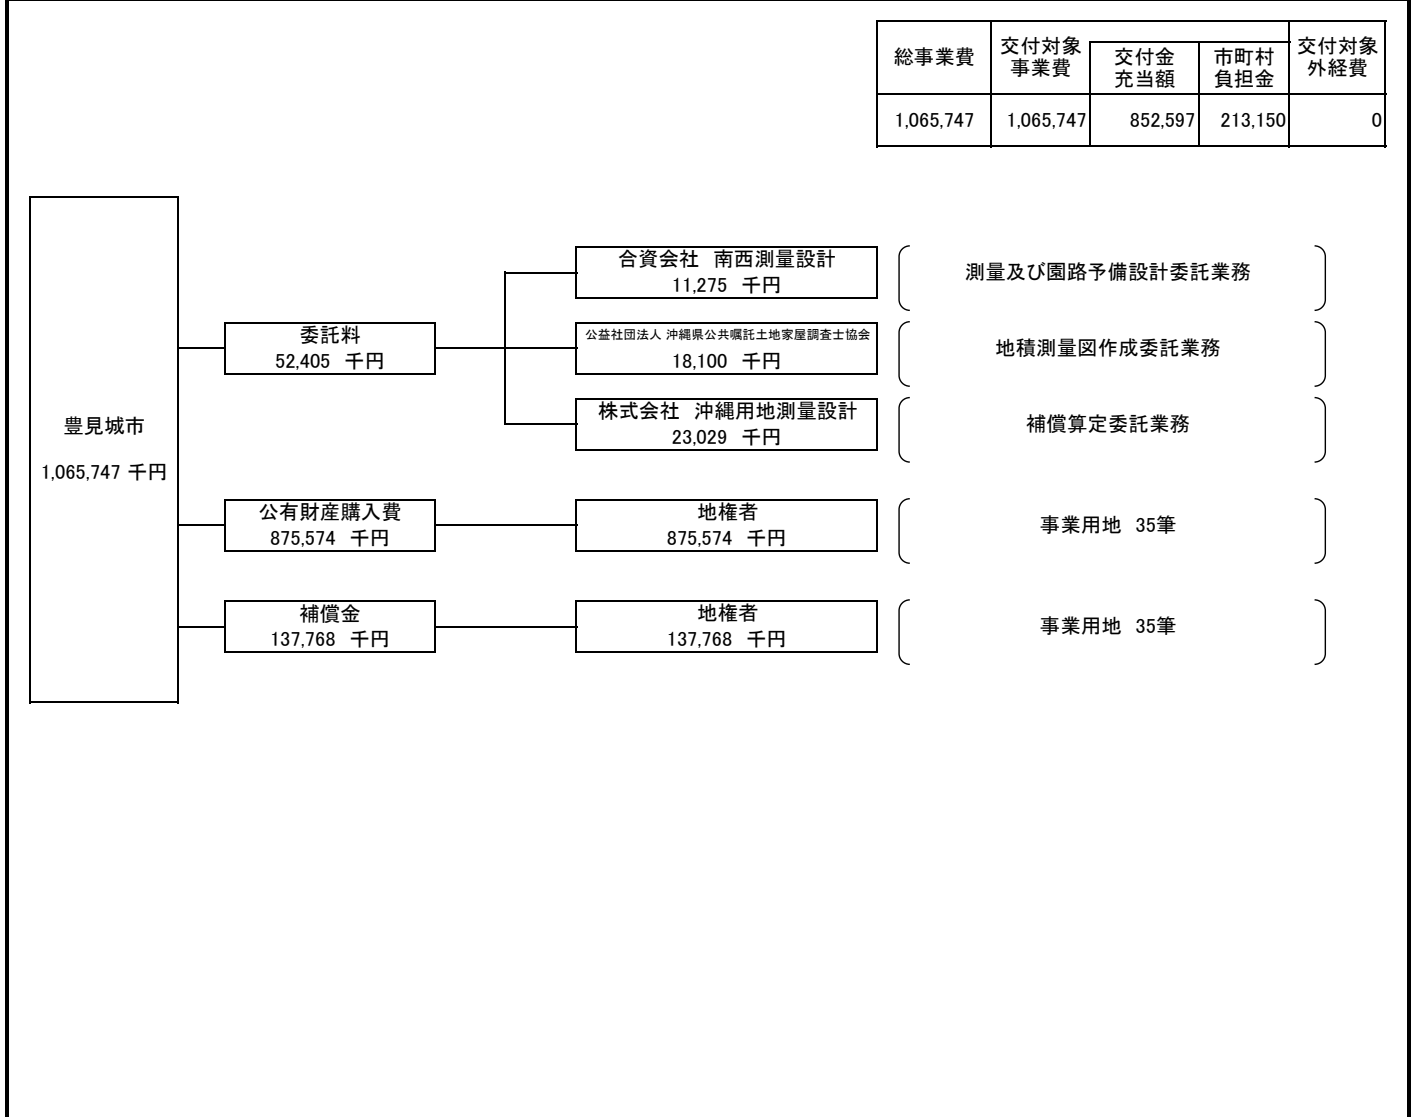 総事業費
交付対象
事業費
交付金
充当額
市町村
負担金
交付対象
外経費
1,065,747
1,065,747
852,597
213,150
0
豊見城市
1,065,747 千円
委託料
52,405 千円
合資会社 南西測量設計
11,275 千円
測量及び園路予備設計委託業務
公益社団法人 沖縄県公共嘱託土地家屋調査士協会
18,100 千円
地積測量図作成委託業務
株式会社 沖縄用地測量設計
23,029 千円
補償算定委託業務
公有財産購入費
875,574 千円
地権者
875,574 千円
事業用地 35筆
補償金
137,768 千円
地権者
137,768 千円
事業用地 35筆